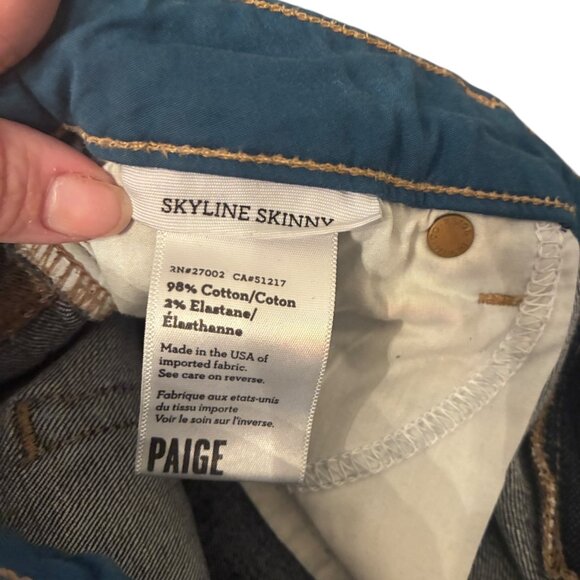 SKYLINE SKINNY
RN#27002 CA#51217
98% Cotton/Coton
2% Elastane/
Élasthanne
Made in the USA of
imported fabric.
See care on reverse.
Fabrique aux etats-unis
du tissu importe
Voir le soin sur l'inverse.
PAIGE